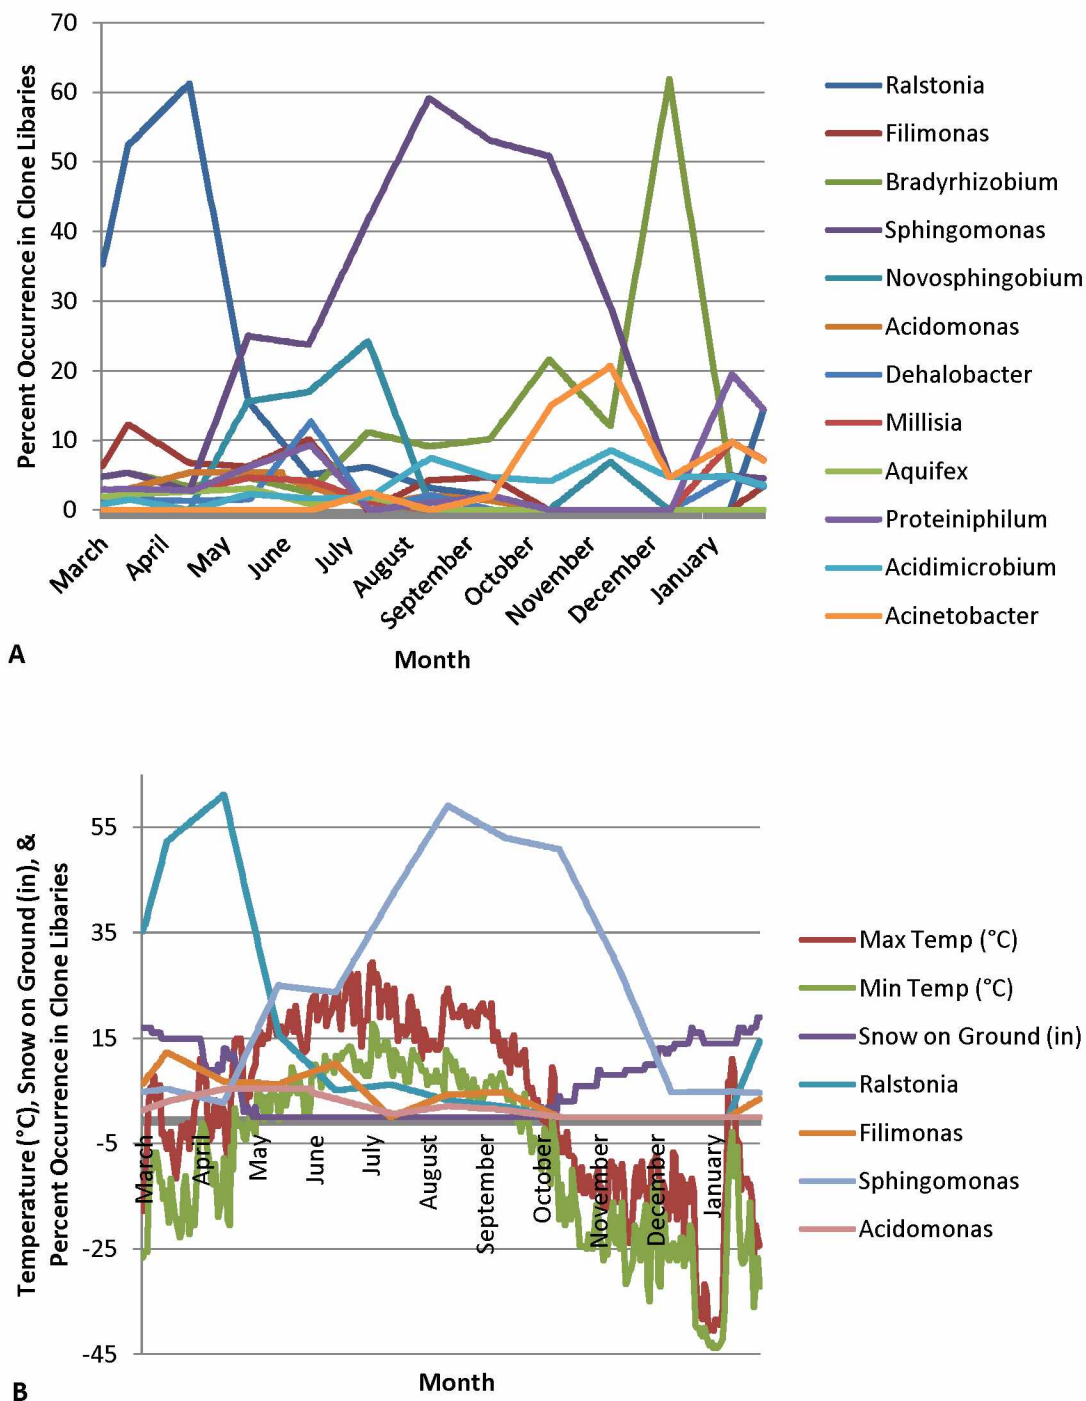 70
60
50
40
30
20
10
0
Percent Occurrence in Clone Libaries
March
April
May
June
July
August
September
October
November
December
January
Month
Ralstonia
Filimonas
Bradyrhizobium
Sphingomonas
Novosphingobium
Acidomonas
Dehalobacter
Millisia
Aquifex
Proteiniphilum
Acidimicrobium
Acinetobacter
A
55
35
15
-5
-25
-45
Temperature (°C), Snow on Ground (in), &
Percent Occurrence in Clone Libaries
March
April
May
June
July
August
September
October
November
December
January
Month
Max Temp (°C)
Min Temp (°C)
Snow on Ground (in)
Ralstonia
Filimonas
Sphingomonas
Acidomonas
B